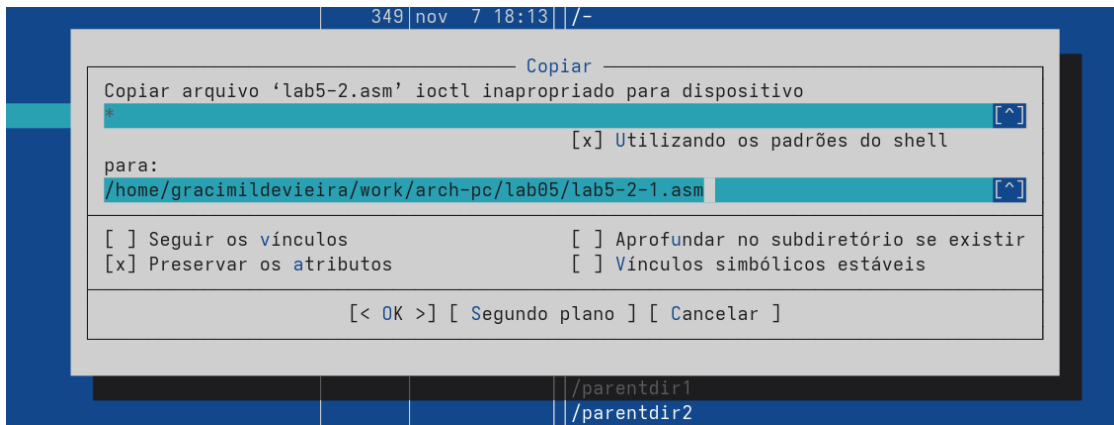 349 nov 7 18:13 /-
Copiar
Copiar arquivo ‘lab5-2.asm’ ioctl inapropriado para dispositivo
* [^]
[x] Utilizando os padrões do shell
para:
/home/gracimildevieira/work/arch-pc/lab05/lab5-2-1.asm [^]
[ ] Seguir os vínculos [ ] Aprofundar no subdiretório se existir
[x] Preservar os atributos [ ] Vínculos simbólicos estáveis
[< OK >] [ Segundo plano ] [ Cancelar ]
/parentdir1
/parentdir2